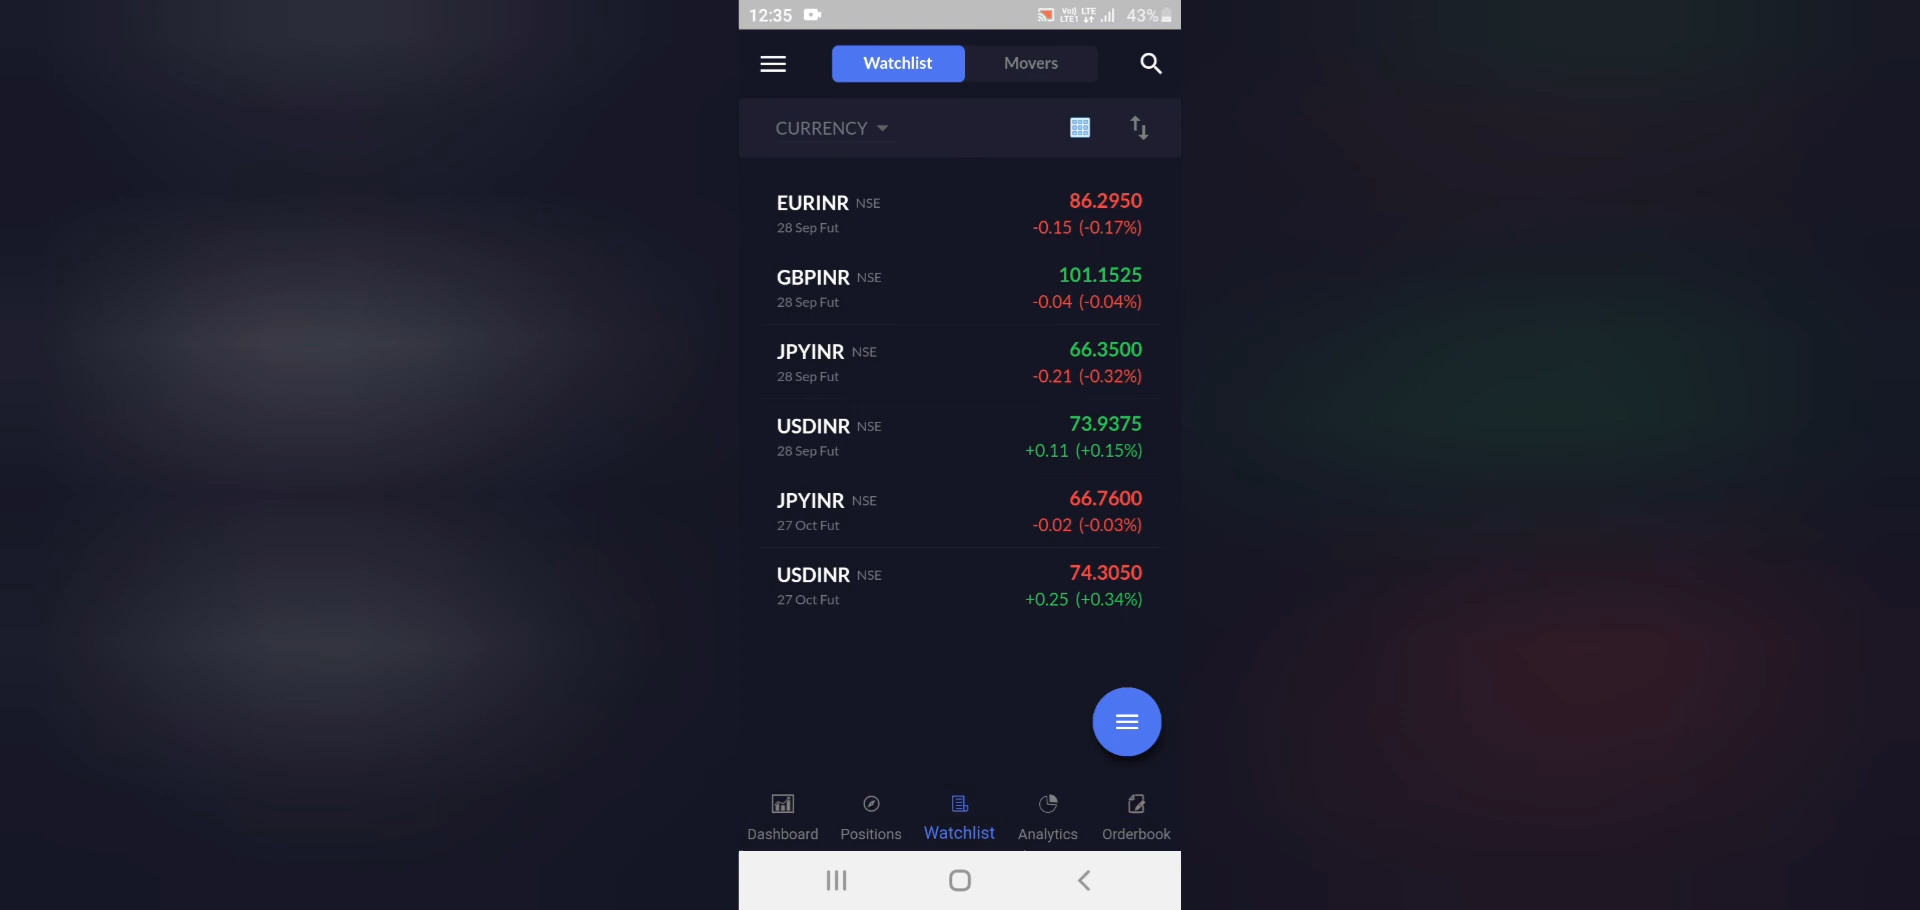 12:35 Vo)) LTE LTE1 43%
Watchlist Movers
CURRENCY
EURINR NSE 86.2950
28 Sep Fut -0.15 (-0.17%)
GBPINR NSE 101.1525
28 Sep Fut -0.04 (-0.04%)
JPYINR NSE 66.3500
28 Sep Fut -0.21 (-0.32%)
USDINR NSE 73.9375
28 Sep Fut +0.11 (+0.15%)
JPYINR NSE 66.7600
27 Oct Fut -0.02 (-0.03%)
USDINR NSE 74.3050
27 Oct Fut +0.25 (+0.34%)
Dashboard Positions Watchlist Analytics Orderbook